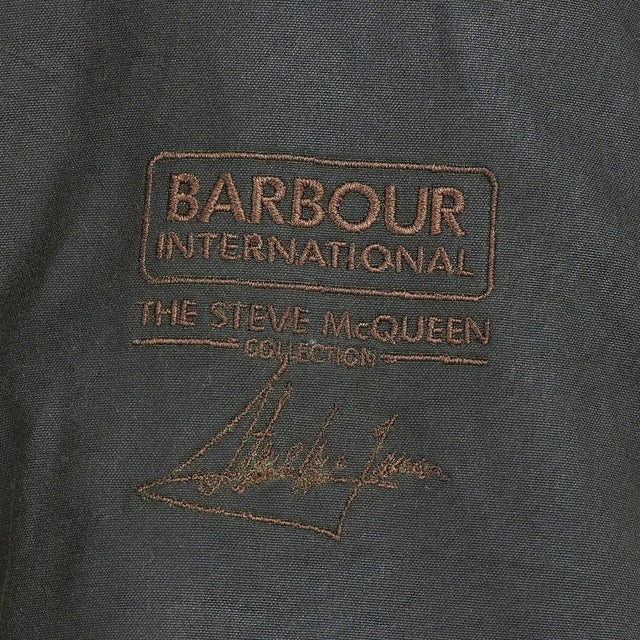 BARBOUR
INTERNATIONAL
THE STEVE McQUEEN
COLLECTION